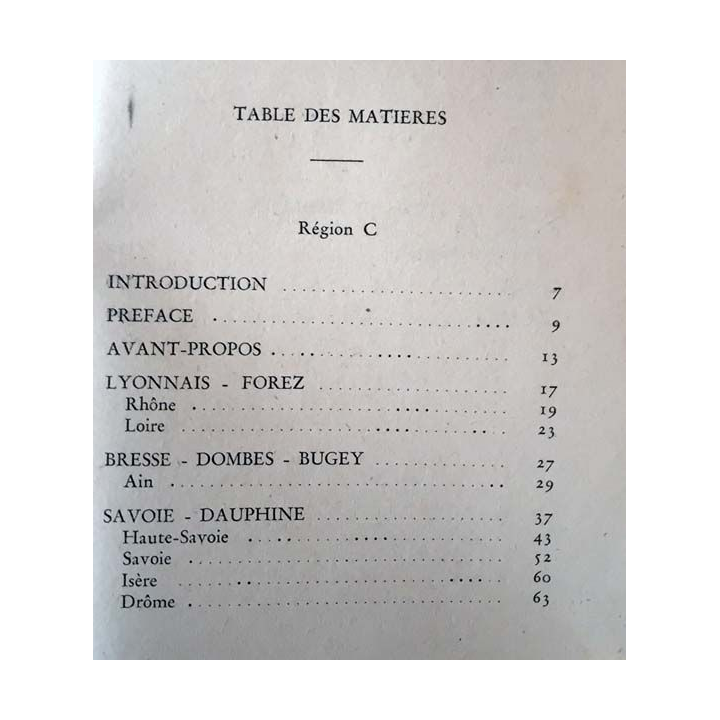 TABLE DES MATIERES
Région C
INTRODUCTION ........................ 7
PREFACE ........................ 9
AVANT-PROPOS ........................ 13
LYONNAIS - FOREZ ........................ 17
Rhône ........................ 19
Loire ........................ 23
BRESSE - DOMBES - BUGEY ........................ 27
Ain ........................ 29
SAVOIE - DAUPHINE ........................ 37
Haute-Savoie ........................ 43
Savoie ........................ 52
Isère ........................ 60
Drôme ........................ 63